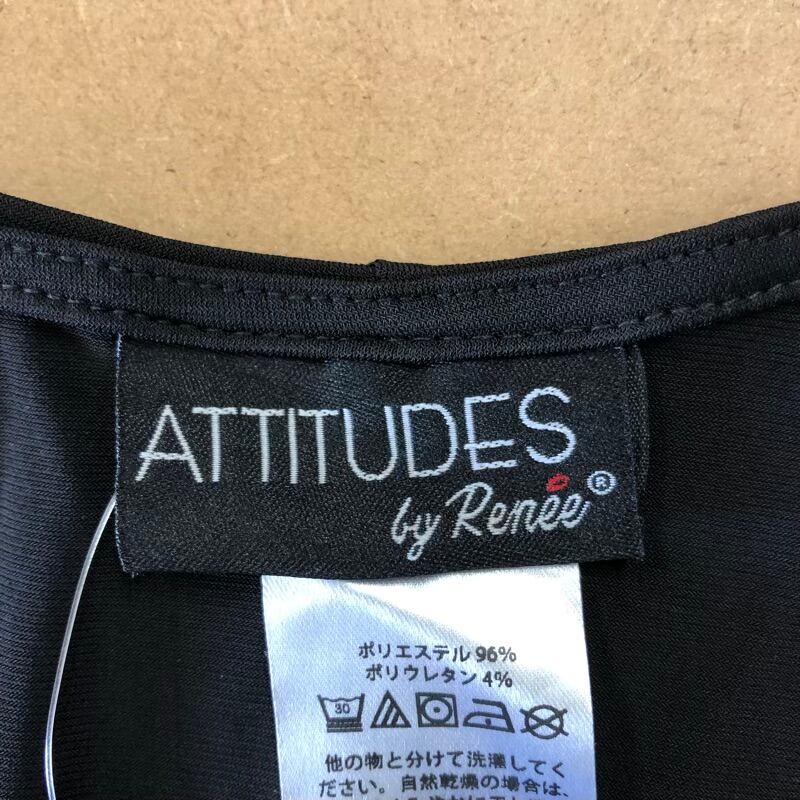 ATTITUDES
by Renée®
ポリエステル 96%
ポリウレタン 4%
30
他の物と分けて洗濯してく
ださい。自然乾燥の場合は、